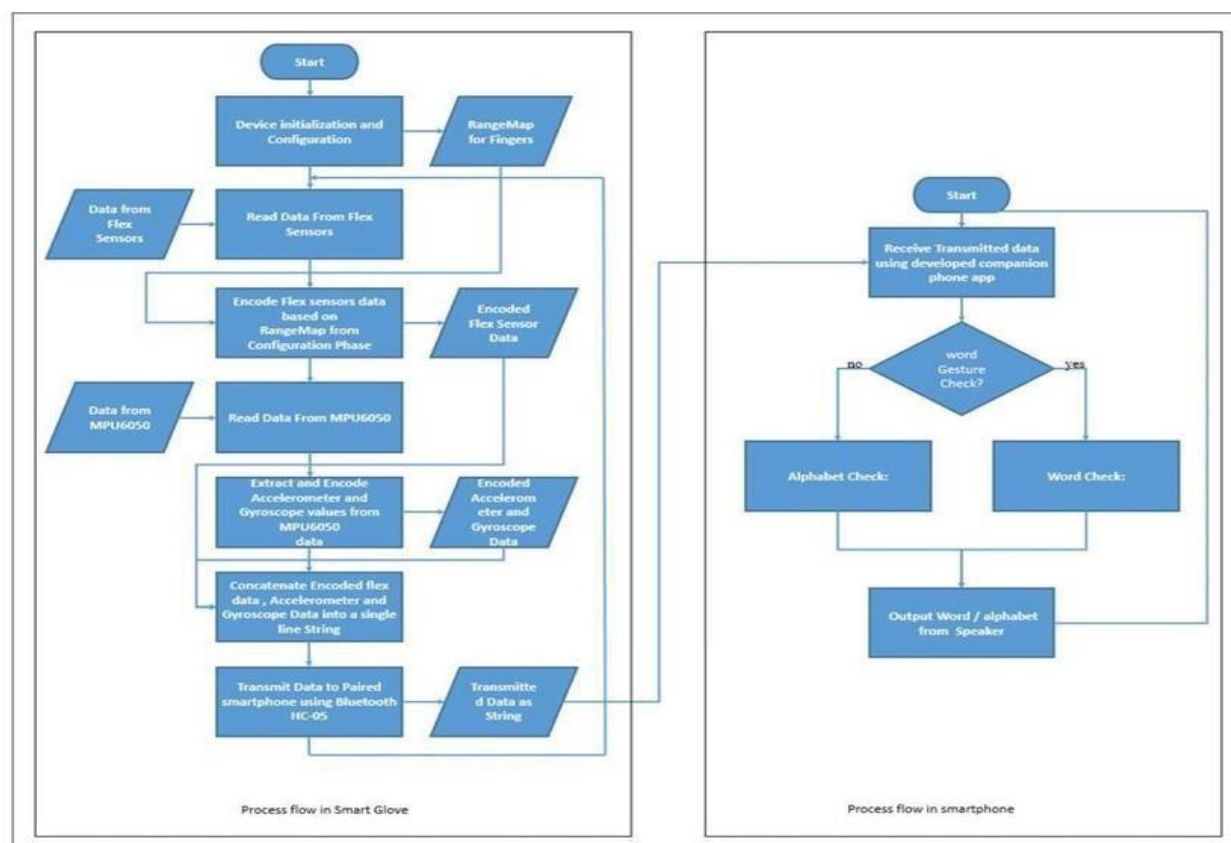 Start
Device initialization and
Configuration
RangeMap
for Fingers
Data from
Flex
Sensors
Read Data From Flex
Sensors
Encode Flex sensors data
based on
RangeMap from
Configuration Phase
Encoded
Flex Sensor
Data
Data from
MPU6050
Read Data From MPU6050
Extract and Encode
Accelerometer and
Gyroscope values from
MPU6050
data
Encoded
Accelerom
eter and
Gyroscope
Data
Concatenate Encoded flex
data , Accelerometer and
Gyroscope Data into a single
line String
Transmit Data to Paired
smartphone using Bluetooth
HC-05
Transmitte
d Data as
String
Process flow in Smart Glove
Start
Receive Transmitted data
using developed companion
phone app
word
Gesture
Check?
no
yes
Alphabet Check:
Word Check:
Output Word / alphabet
from Speaker
Process flow in smartphone